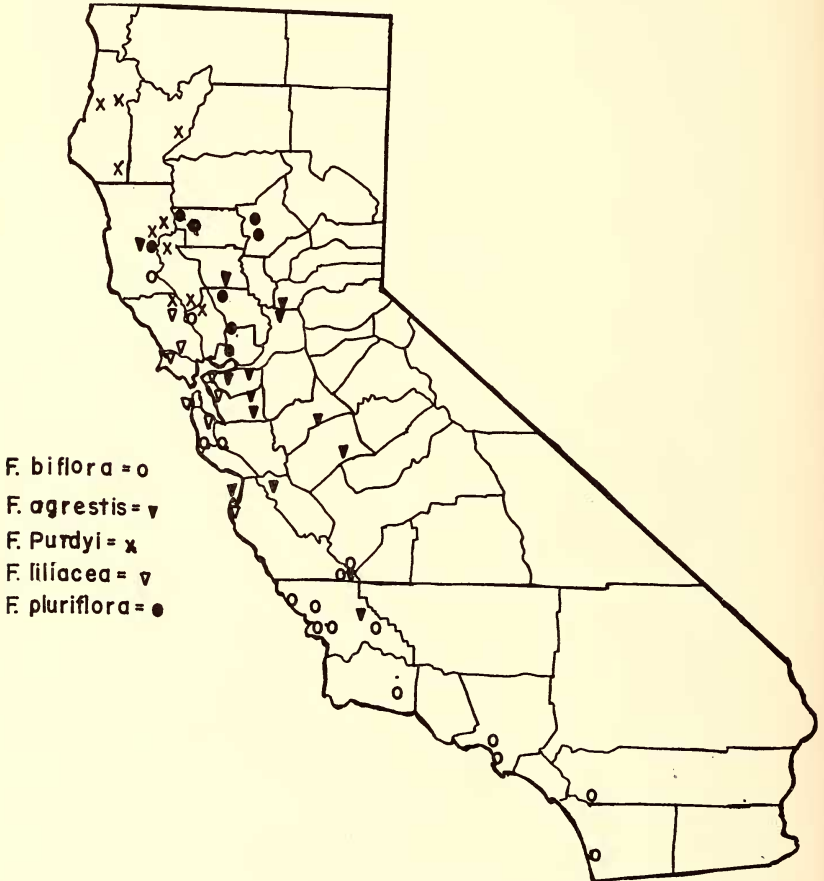 F. biflora = o
F. agrestis = ▼
F. Purdyi = x
F. liliacea = ▽
F. pluriflora = ●